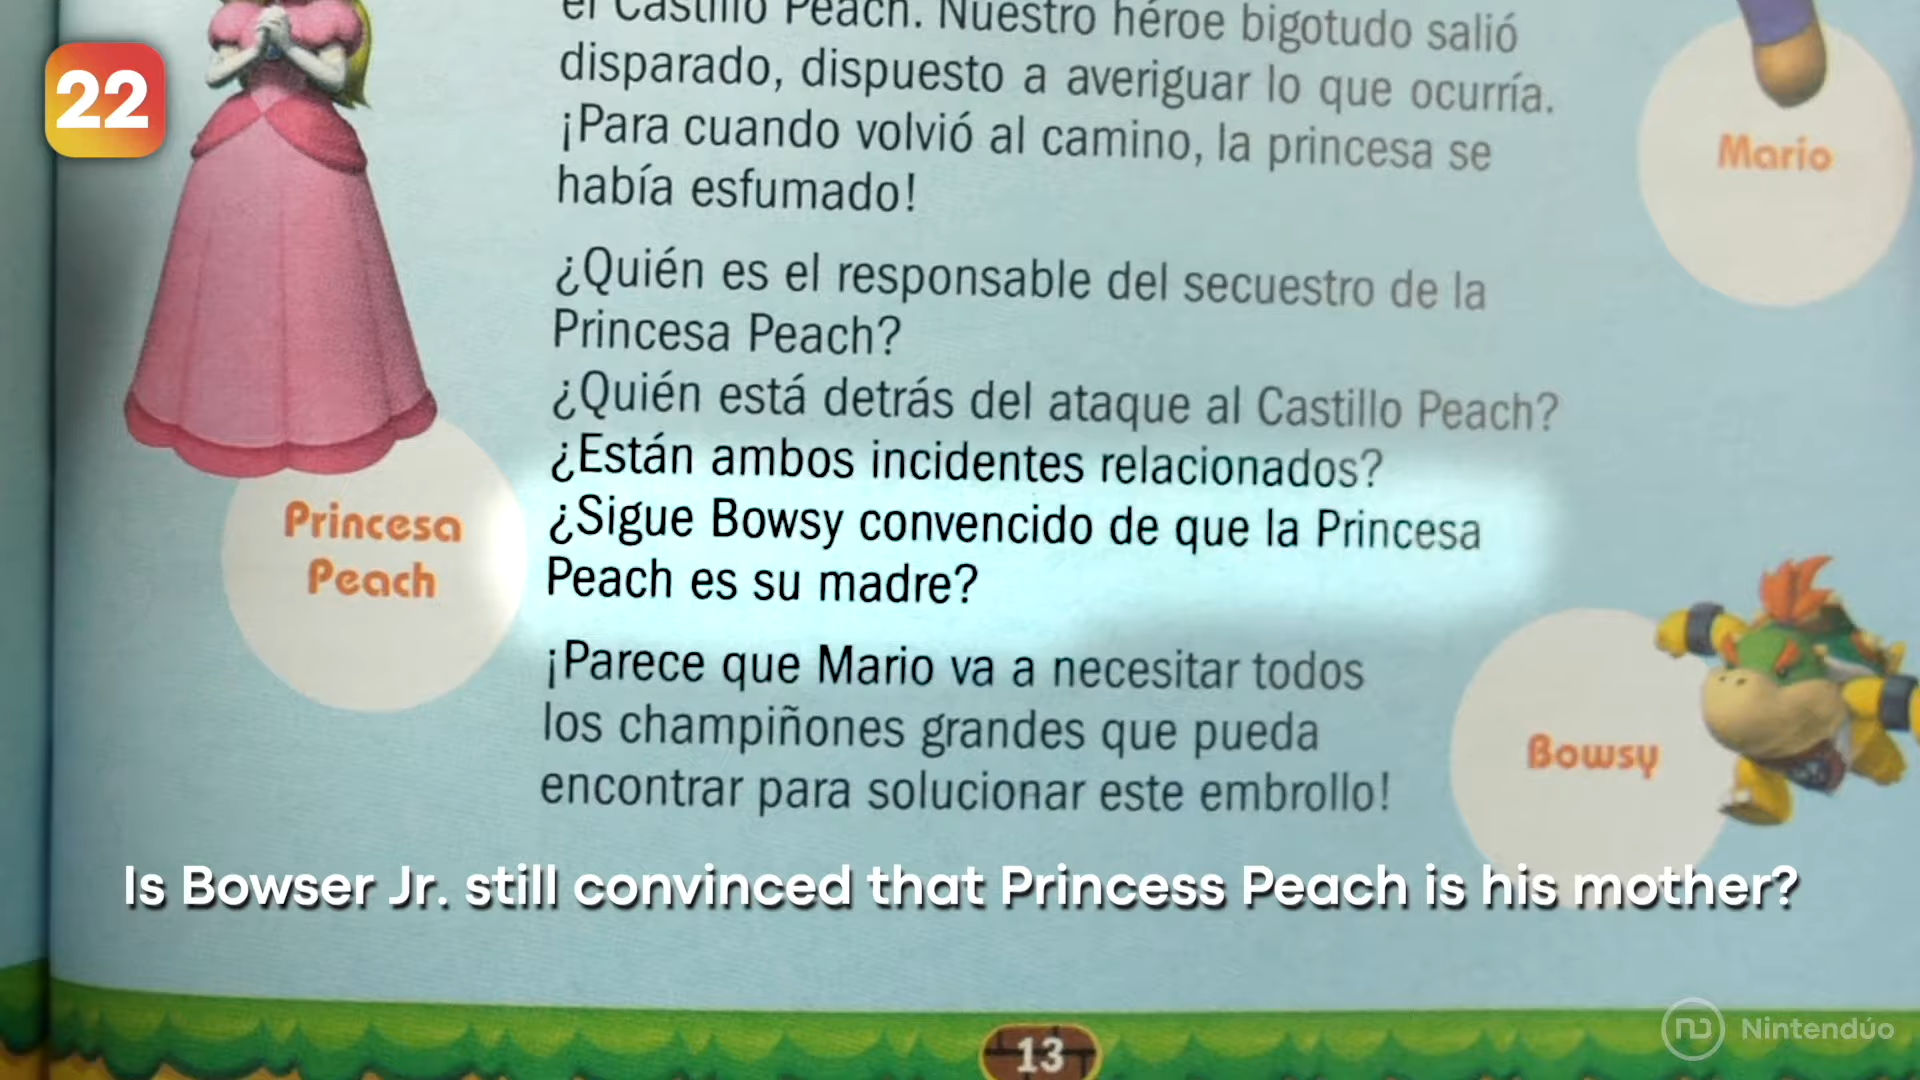 22
el Castillo Peach. Nuestro héroe bigotudo salió
disparado, dispuesto a averiguar lo que ocurría.
¡Para cuando volvió al camino, la princesa se
había esfumado!
Mario
¿Quién es el responsable del secuestro de la
Princesa Peach?
¿Quién está detrás del ataque al Castillo Peach?
¿Están ambos incidentes relacionados?
¿Sigue Bowsy convencido de que la Princesa
Peach es su madre?
Princesa
Peach
¡Parece que Mario va a necesitar todos
los champiñones grandes que pueda
encontrar para solucionar este embrollo!
Bowsy
Is Bowser Jr. still convinced that Princess Peach is his mother?
13
Nintendúo